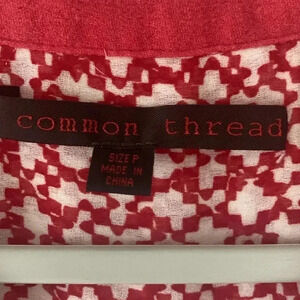 common thread
SIZE P
MADE IN
CHINA